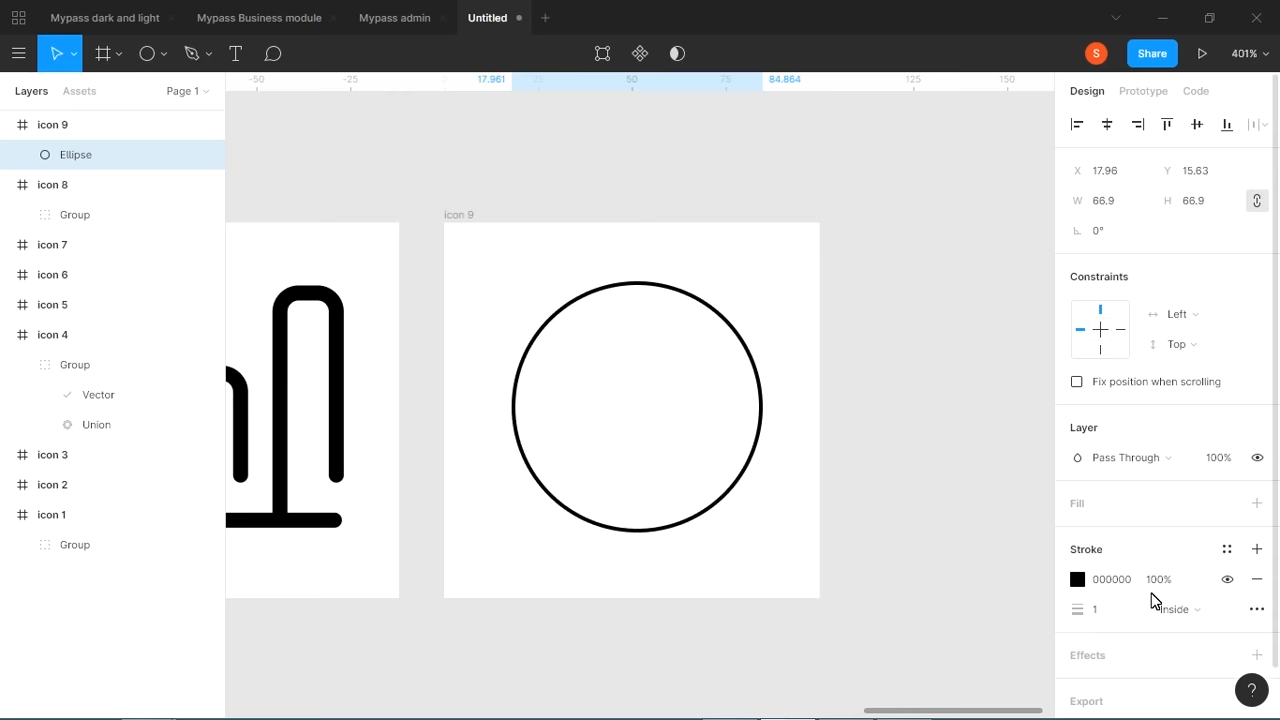 Mypass dark and light
Mypass Business module
Mypass admin
Untitled
S
Share
401%
Layers
Assets
Page 1
-50
-25
0
17.961
25
50
75
84.864
125
150
Design
Prototype
Code
icon 9
Ellipse
icon 8
Group
icon 7
icon 6
icon 5
icon 4
Group
Vector
Union
icon 3
icon 2
icon 1
Group
icon 9
X 17.96
Y 15.63
W 66.9
H 66.9
0°
Constraints
Left
Top
Fix position when scrolling
Layer
Pass Through
100%
Fill
Stroke
000000
100%
1
Inside
Effects
Export
?